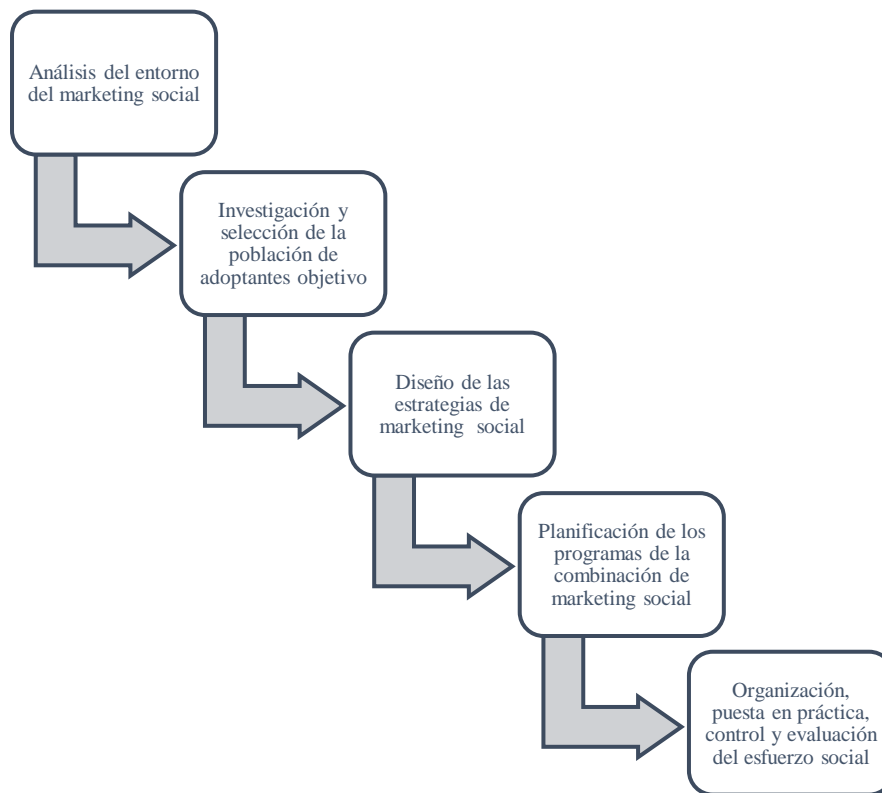 Análisis del entorno
del marketing social
Investigación y
selección de la
población de
adoptantes objetivo
Diseño de las
estrategias de
marketing social
Planificación de los
programas de la
combinación de
marketing social
Organización,
puesta en práctica,
control y evaluación
del esfuerzo social